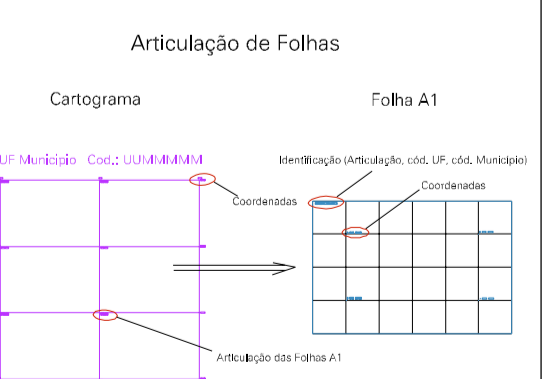 Articulação de Folhas
Cartograma
Folha A1
UF Município Cod.: UUMMMMM
Identificação (Articulação, cód. UF, cód. Município)
Coordenadas
Coordenadas
Articulação das Folhas A1